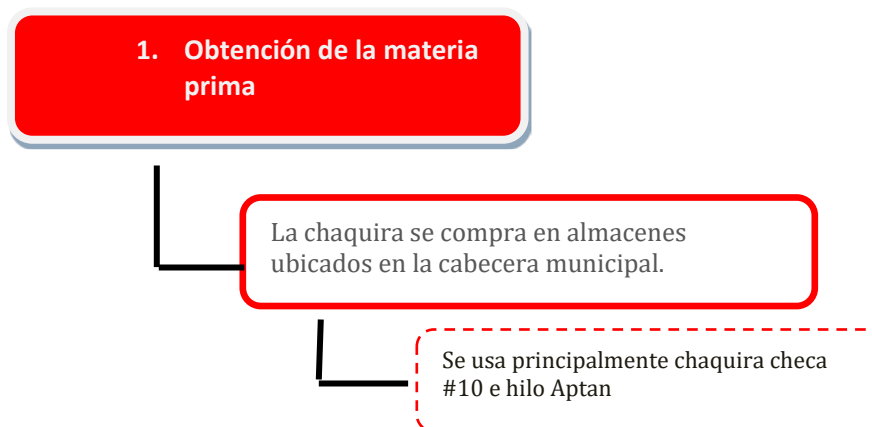 1. Obtención de la materia
prima
La chaquira se compra en almacenes
ubicados en la cabecera municipal.
Se usa principalmente chaquira checa
#10 e hilo Aptan